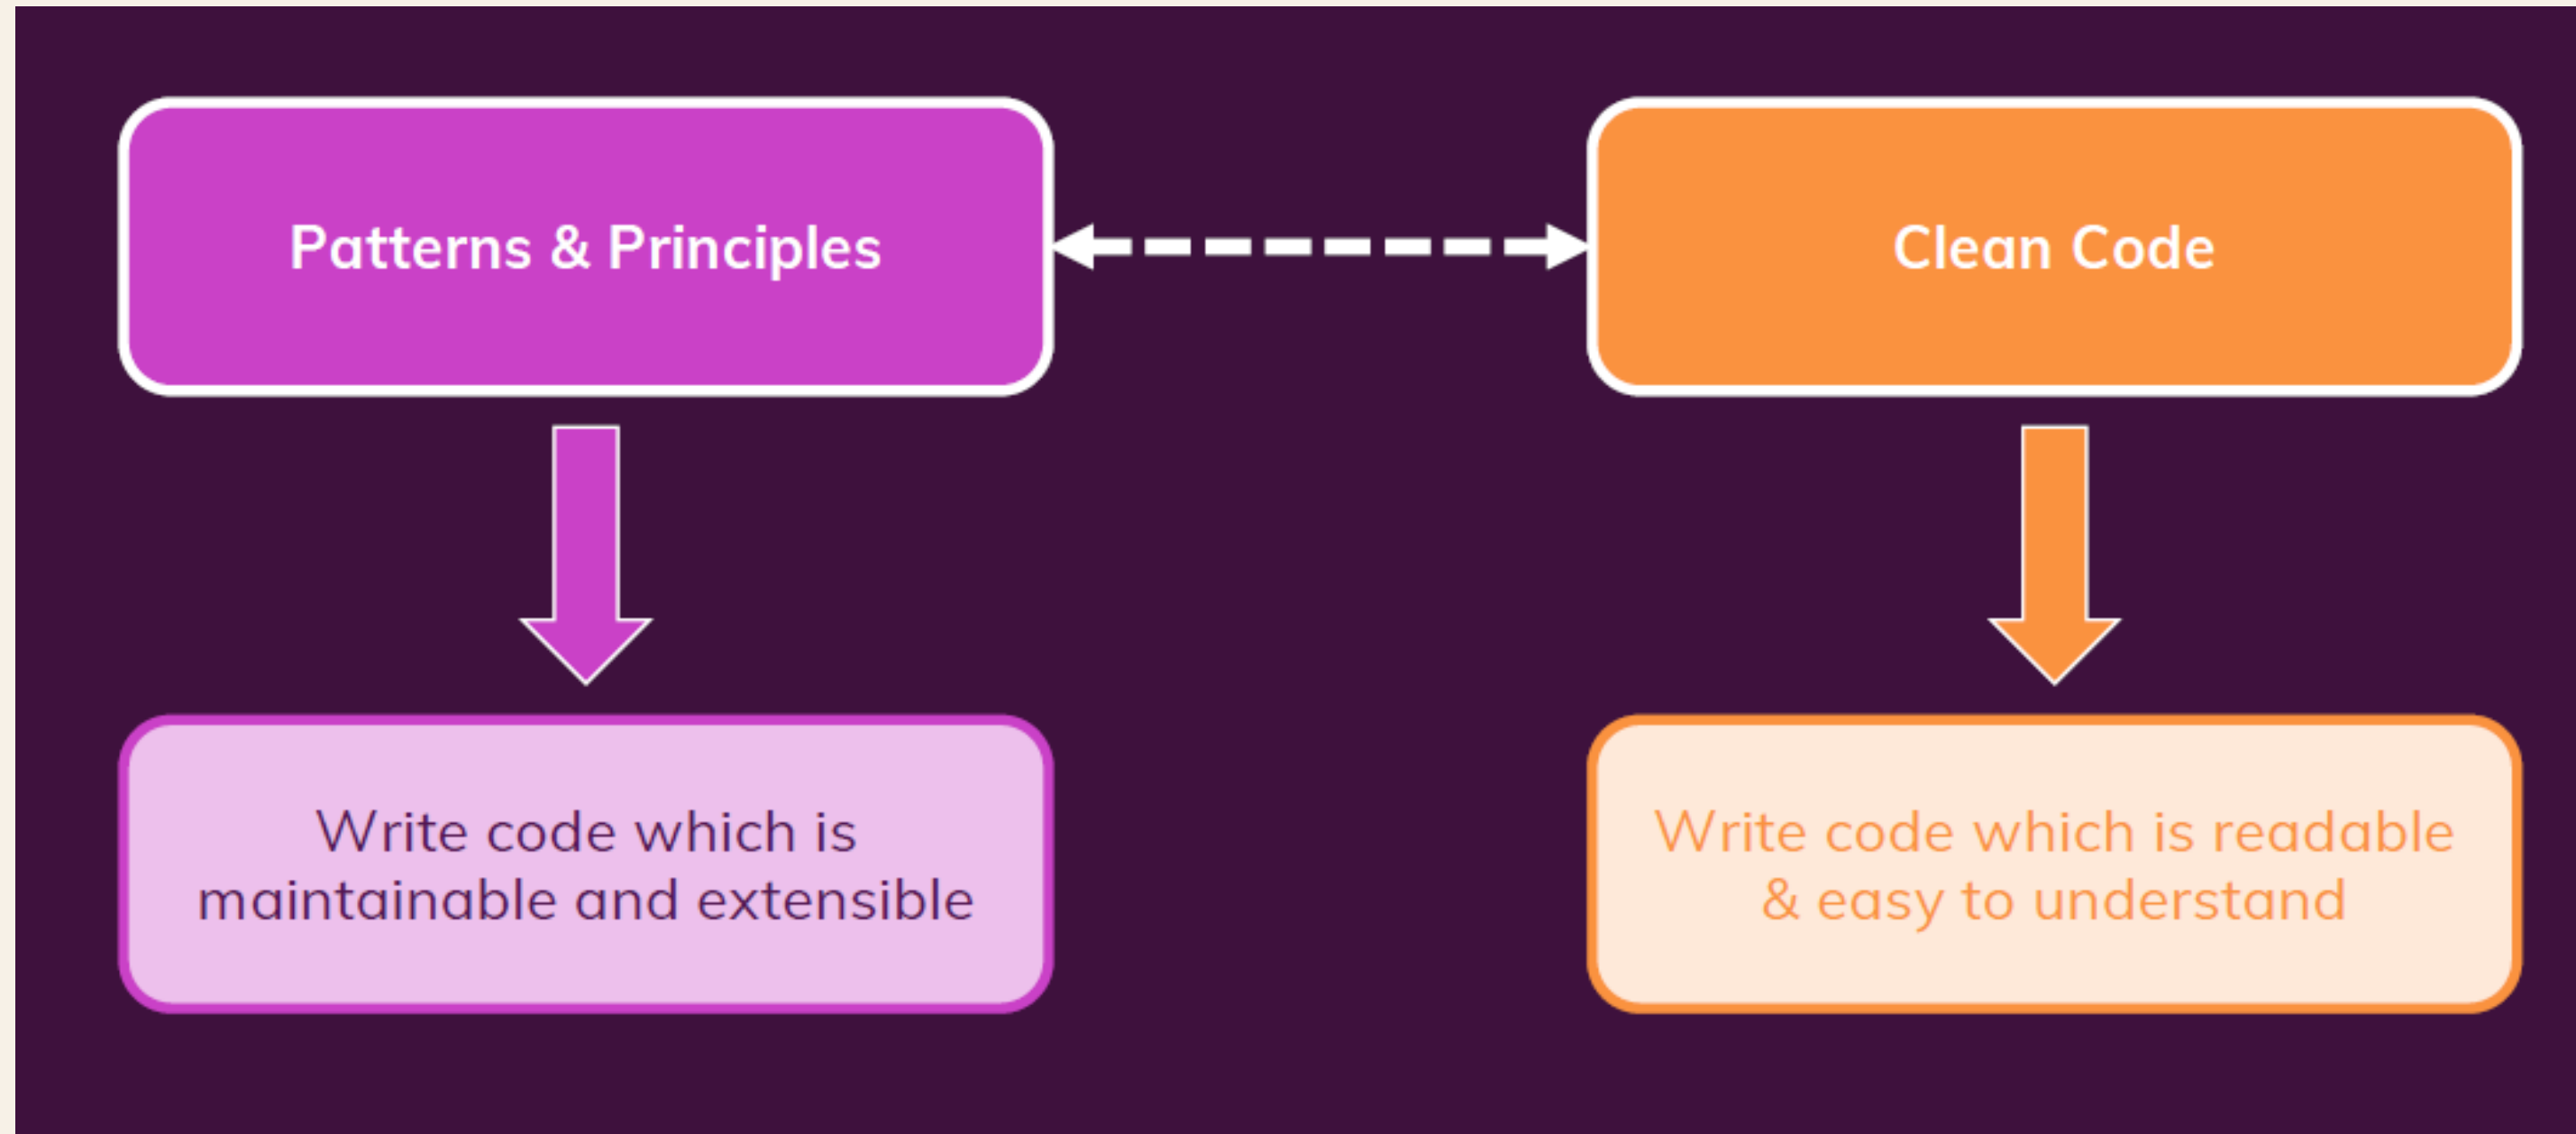 Patterns & Principles
Clean Code
Write code which is
maintainable and extensible
Write code which is readable
& easy to understand